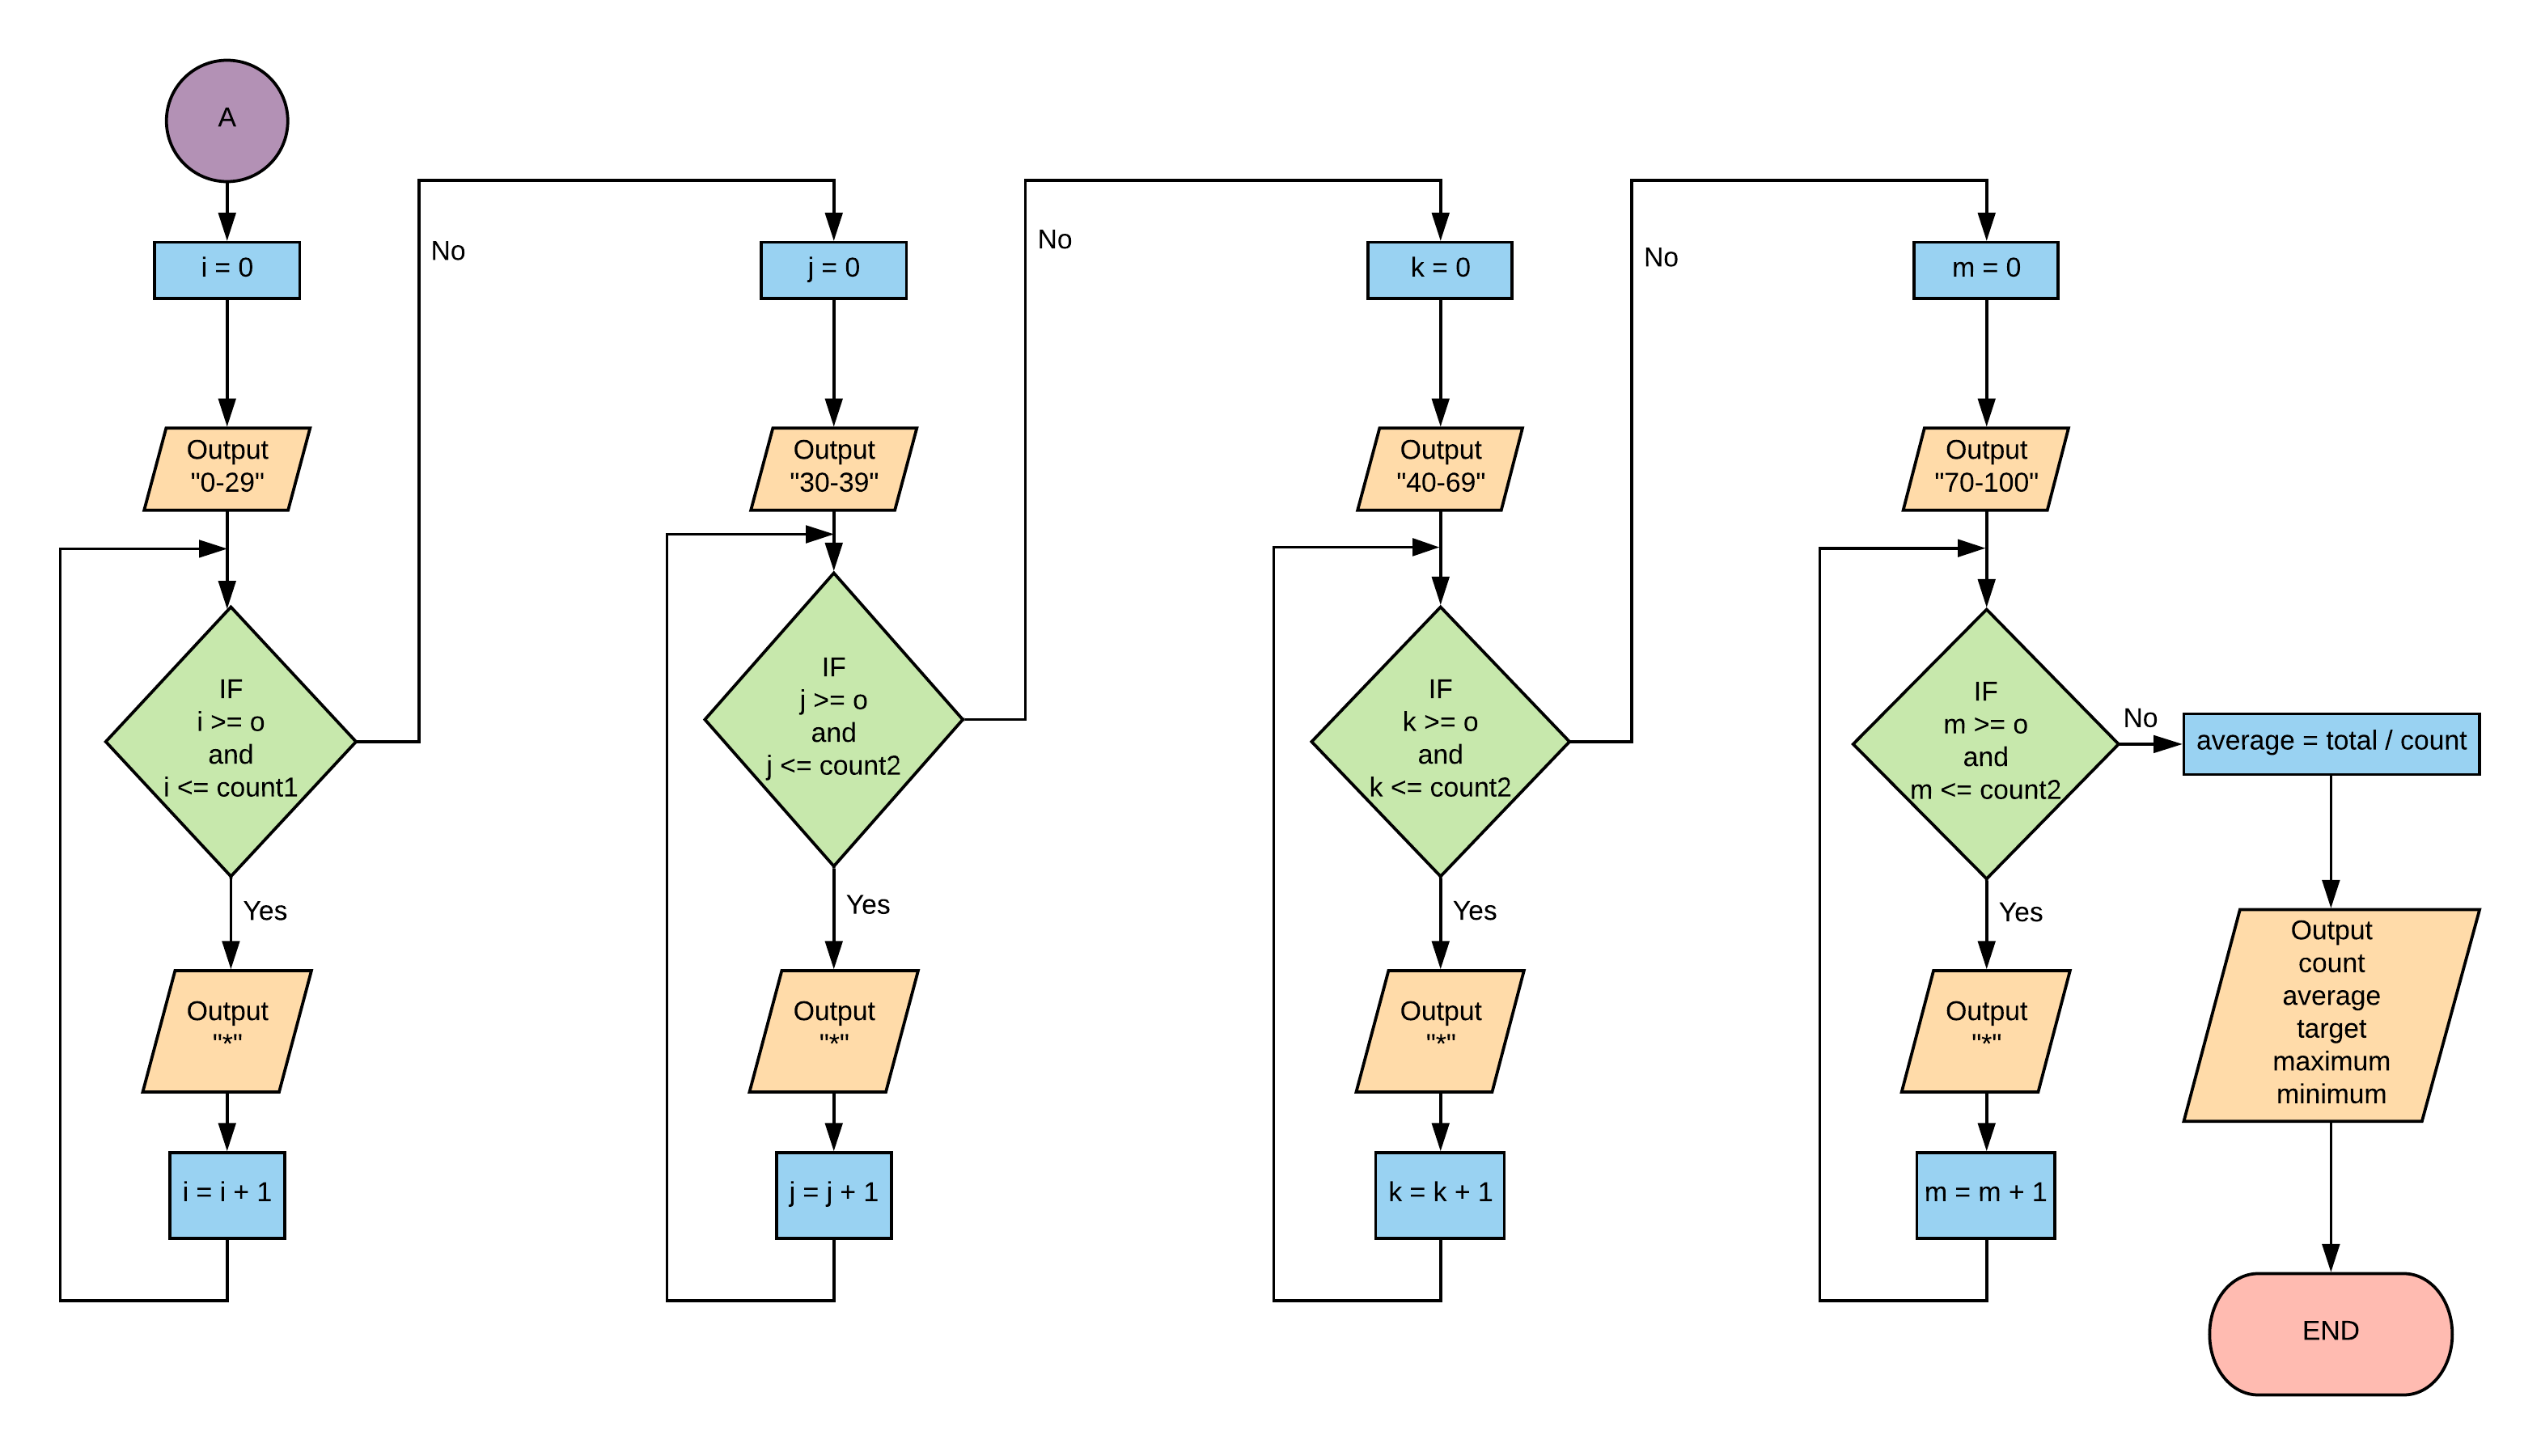 A
i = 0
Output
"0-29"
IF
i >= o
and
i <= count1
Yes
Output
"*"
i = i + 1
No
j = 0
Output
"30-39"
IF
j >= o
and
j <= count2
Yes
Output
"*"
j = j + 1
No
k = 0
Output
"40-69"
IF
k >= o
and
k <= count2
Yes
Output
"*"
k = k + 1
No
m = 0
Output
"70-100"
IF
m >= o
and
m <= count2
Yes
Output
"*"
m = m + 1
No
average = total / count
Output
count
average
target
maximum
minimum
END